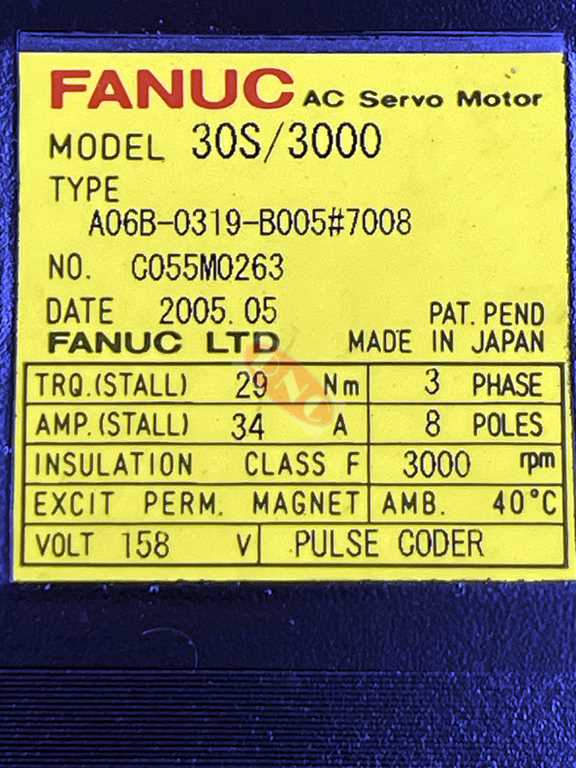 FANUC AC Servo Motor
MODEL 30S/3000
TYPE
A06B-0319-B005#7008
NO. C055M0263
DATE 2005.05 PAT. PEND
FANUC LTD MADE IN JAPAN
TRQ.(STALL) 29 Nm 3 PHASE
AMP.(STALL) 34 A 8 POLES
INSULATION CLASS F 3000 rpm
EXCIT PERM. MAGNET AMB. 40°C
VOLT 158 V PULSE CODER